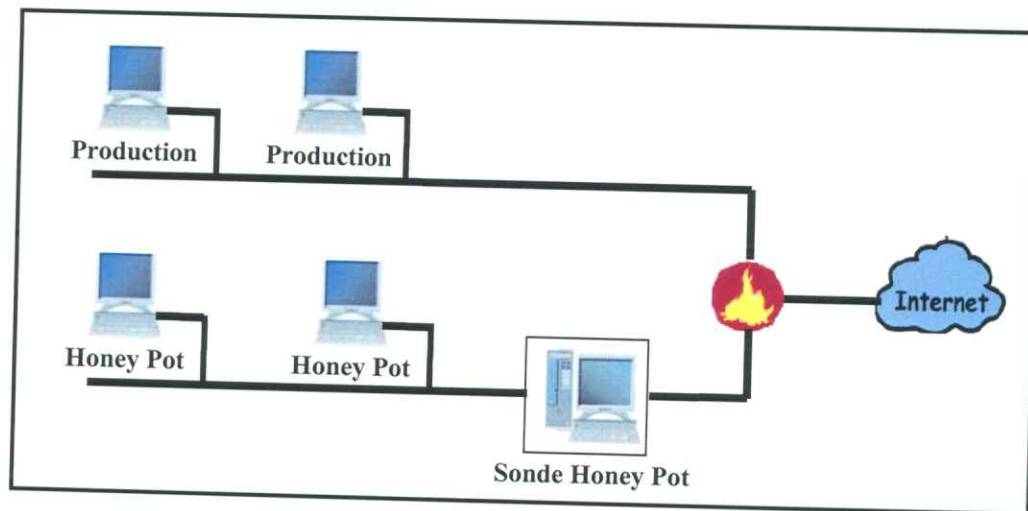 Production
Production
Internet
Honey Pot
Honey Pot
Sonde Honey Pot